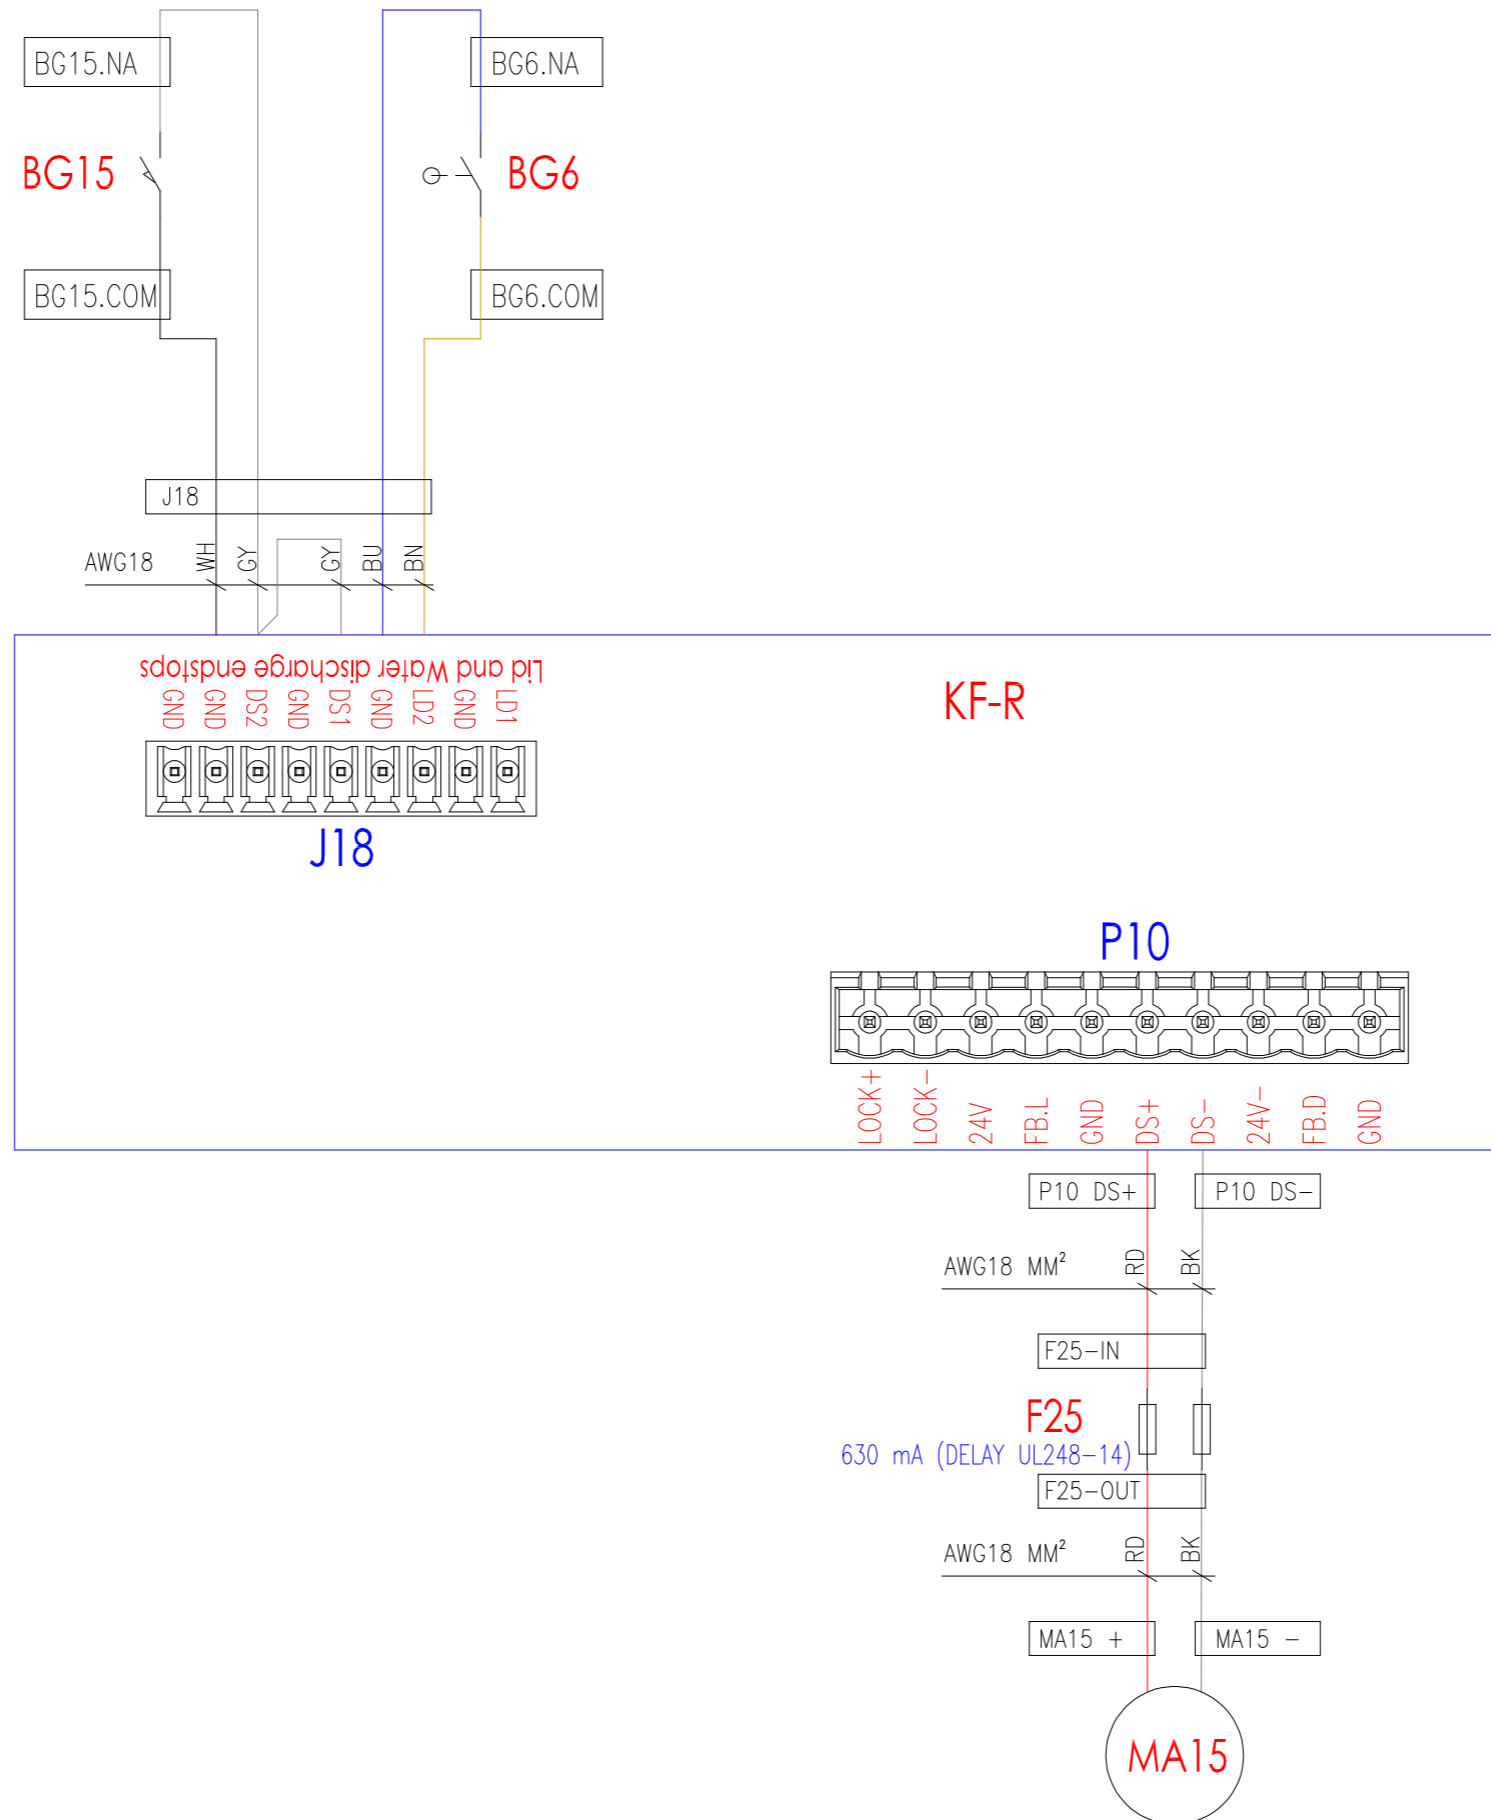 BG15.NA
BG6.NA
BG15
BG6
BG15.COM
BG6.COM
J18
AWG18 WH GY GY BU BN
Lid and Water discharge endstops
GND GND DS2 GND DS1 GND LD2 GND LD1
KF-R
J18
P10
LOCK+ LOCK- 24V FB.L GND DS+ DS- 24V- FB.D GND
P10 DS+ P10 DS-
AWG18 MM² RD BK
F25-IN
F25
630 mA (DELAY UL248-14)
F25-OUT
AWG18 MM² RD BK
MA15 + MA15 -
MA15